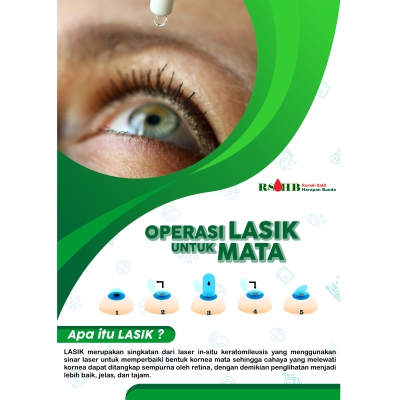 RSHB Rumah Sakit
Harapan Bunda
OPERASI LASIK
UNTUK MATA
1 2 3 4 5
Apa itu LASIK ?
LASIK merupakan singkatan dari laser in-situ keratomileusis yang menggunakan
sinar laser untuk memperbaiki bentuk kornea mata sehingga cahaya yang melewati
kornea dapat ditangkap sempurna oleh retina, dengan demikian penglihatan menjadi
lebih baik, jelas, dan tajam.